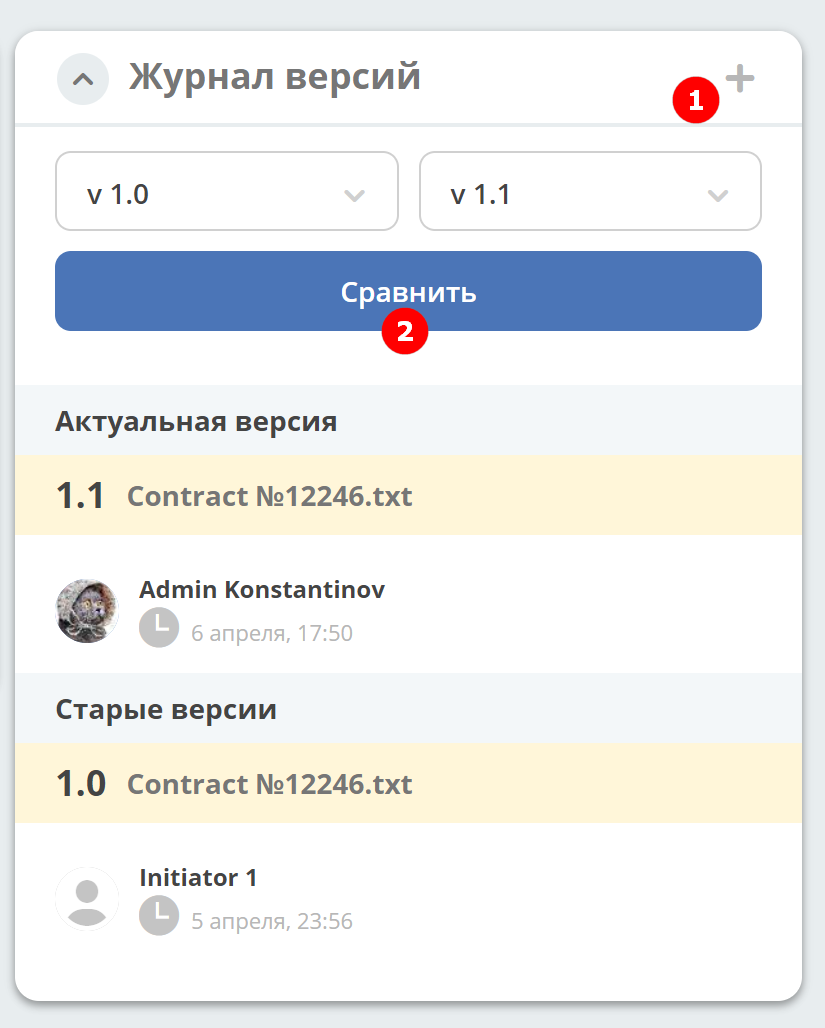 Журнал версий
1
v 1.0
v 1.1
Сравнить
2
Актуальная версия
1.1 Contract №12246.txt
Admin Konstantinov
6 апреля, 17:50
Старые версии
1.0 Contract №12246.txt
Initiator 1
5 апреля, 23:56